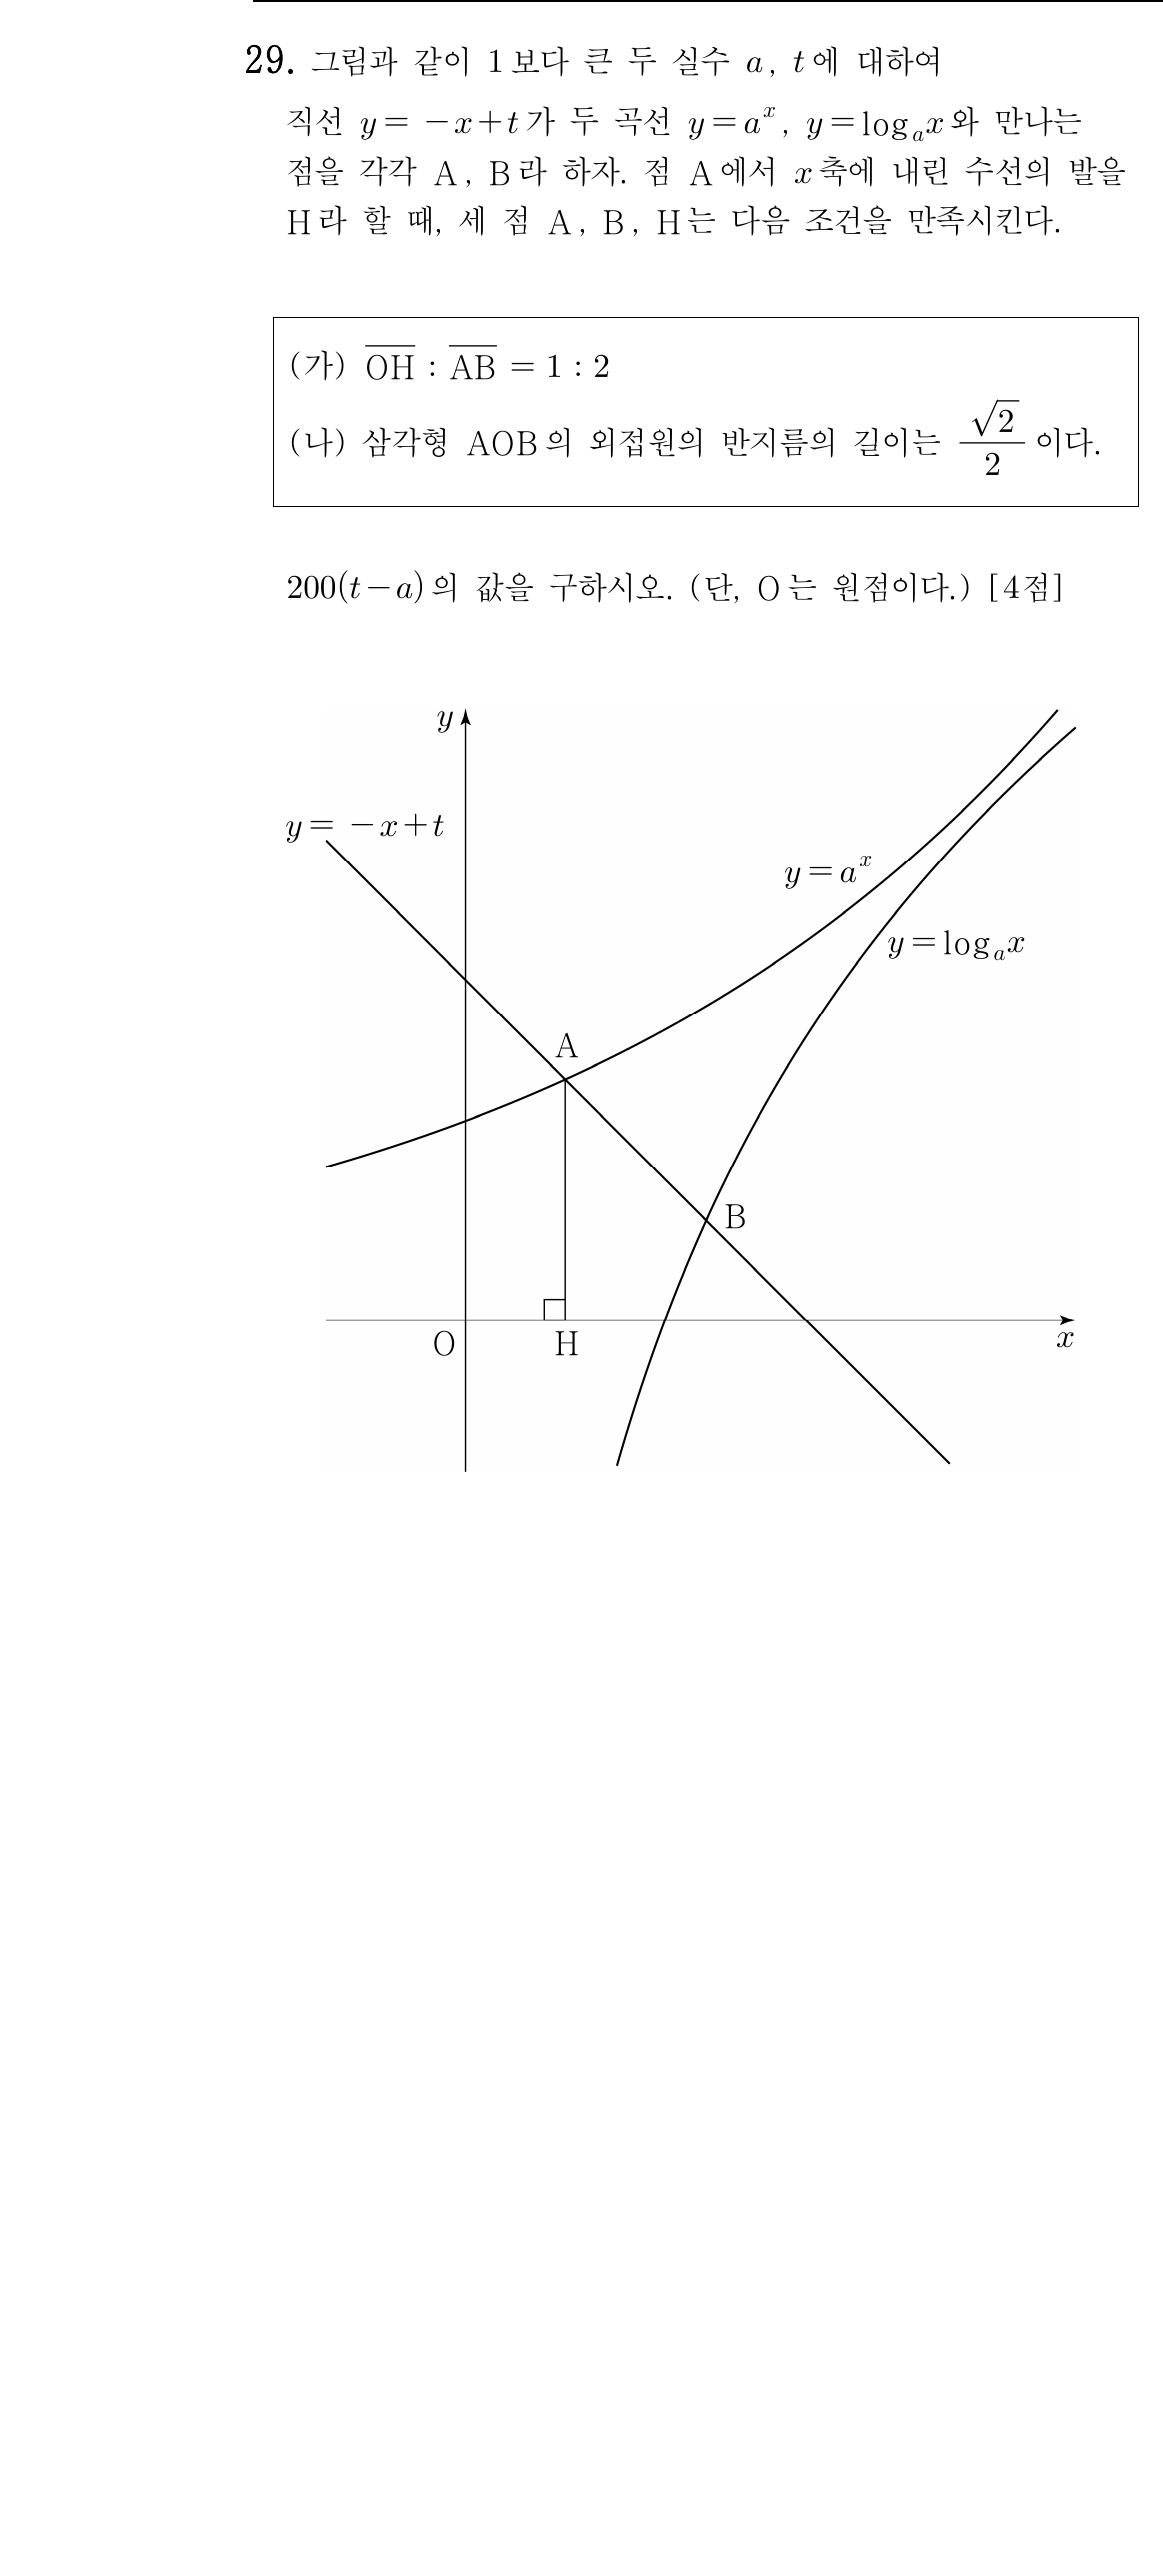 29. 그림과 같이 1보다 큰 두 실수 a, t에 대하여
직선 y = −x+t가 두 곡선 y = a^x, y = log_a x와 만나는
점을 각각 A, B라 하자. 점 A에서 x축에 내린 수선의 발을
H라 할 때, 세 점 A, B, H는 다음 조건을 만족시킨다.
(가) \overline{OH} : \overline{AB} = 1 : 2
(나) 삼각형 AOB의 외접원의 반지름의 길이는 \frac{\sqrt{2}}{2}이다.
200(t−a)의 값을 구하시오. (단, O는 원점이다.) [4점]
y
y = −x+t
y = a^x
y = log_a x
A
B
O
H
x